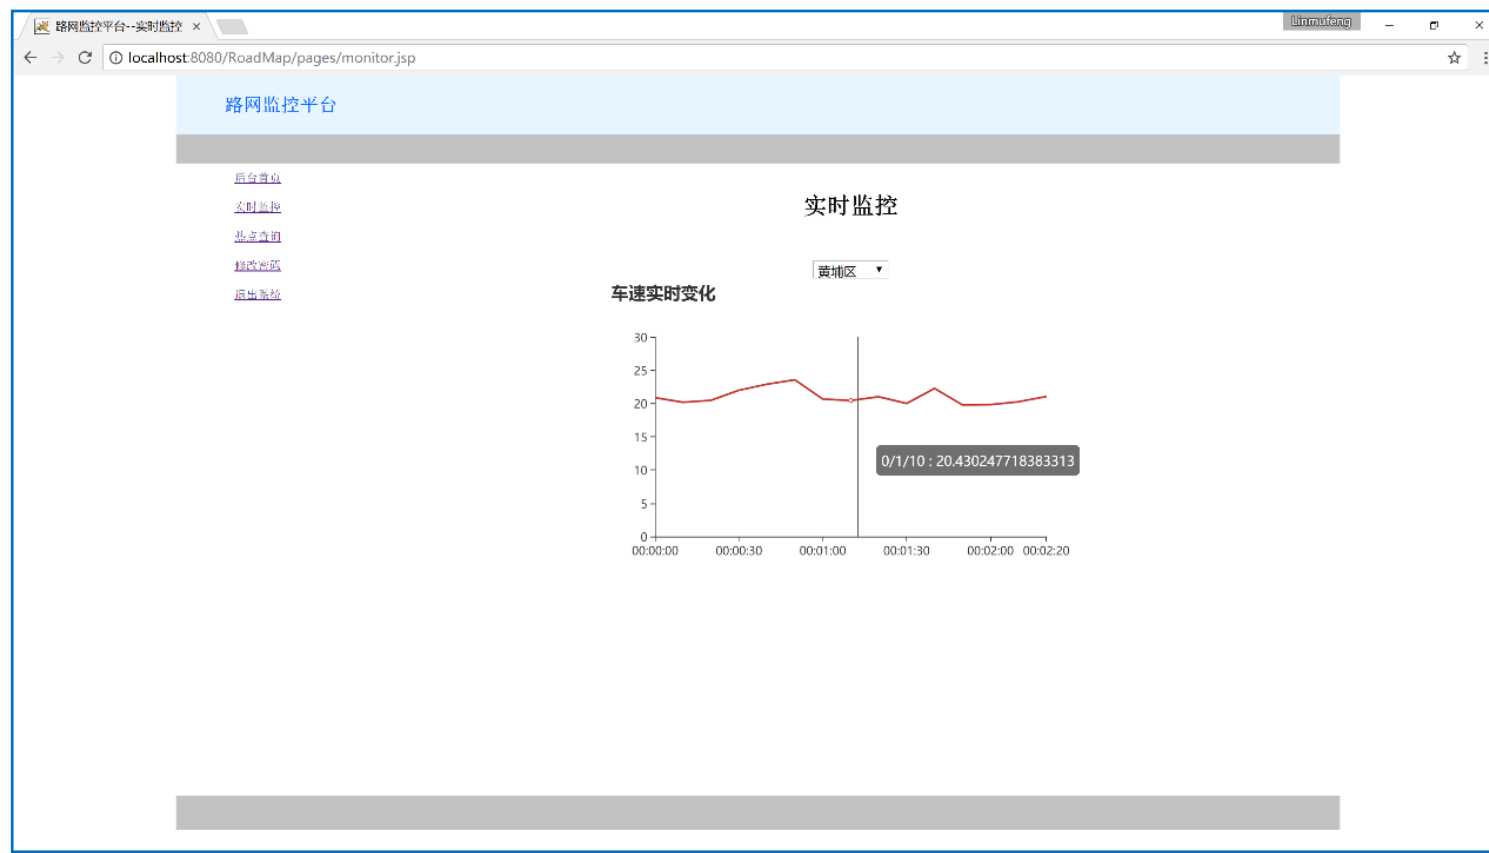 路网监控平台--实时监控
Linmufeng
localhost:8080/RoadMap/pages/monitor.jsp
路网监控平台
后台首页
实时监控
热点查询
修改密码
退出系统
实时监控
黄埔区
车速实时变化
30
25
20
15
10
5
0
0/1/10 : 20.430247718383313
00:00:00 00:00:30 00:01:00 00:01:30 00:02:00 00:02:20